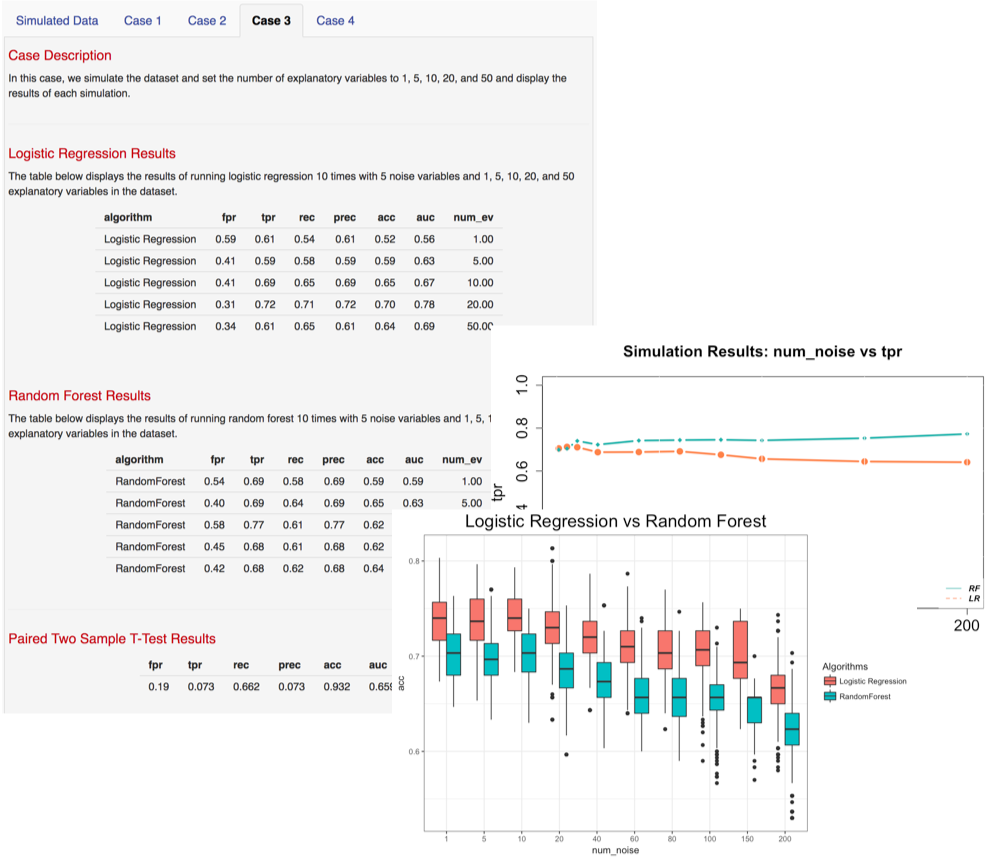 Simulated Data Case 1 Case 2 Case 3 Case 4
Case Description
In this case, we simulate the dataset and set the number of explanatory variables to 1, 5, 10, 20, and 50 and display the
results of each simulation.
Logistic Regression Results
The table below displays the results of running logistic regression 10 times with 5 noise variables and 1, 5, 10, 20, and 50
explanatory variables in the dataset.
algorithm fpr tpr rec prec acc auc num_ev
Logistic Regression 0.59 0.61 0.54 0.61 0.52 0.56 1.00
Logistic Regression 0.41 0.59 0.58 0.59 0.59 0.63 5.00
Logistic Regression 0.41 0.69 0.65 0.69 0.65 0.67 10.00
Logistic Regression 0.31 0.72 0.71 0.72 0.70 0.78 20.00
Logistic Regression 0.34 0.61 0.65 0.61 0.64 0.69 50.00
Random Forest Results
The table below displays the results of running random forest 10 times with 5 noise variables and 1, 5, 1
explanatory variables in the dataset.
algorithm fpr tpr rec prec acc auc num_ev
RandomForest 0.54 0.69 0.58 0.69 0.59 0.59 1.00
RandomForest 0.40 0.69 0.64 0.69 0.65 0.63 5.00
RandomForest 0.58 0.77 0.61 0.77 0.62
RandomForest 0.45 0.68 0.61 0.68 0.62
RandomForest 0.42 0.68 0.62 0.68 0.64
Paired Two Sample T-Test Results
fpr tpr rec prec acc auc
0.19 0.073 0.662 0.073 0.932 0.659
Simulation Results: num_noise vs tpr
1.0
0.8
0.6
4
tpr
RF
LR
200
Logistic Regression vs Random Forest
0.8
0.7
0.6
acc
1 5 10 20 40 60 80 100 150 200
num_noise
Algorithms
Logistic Regression
RandomForest